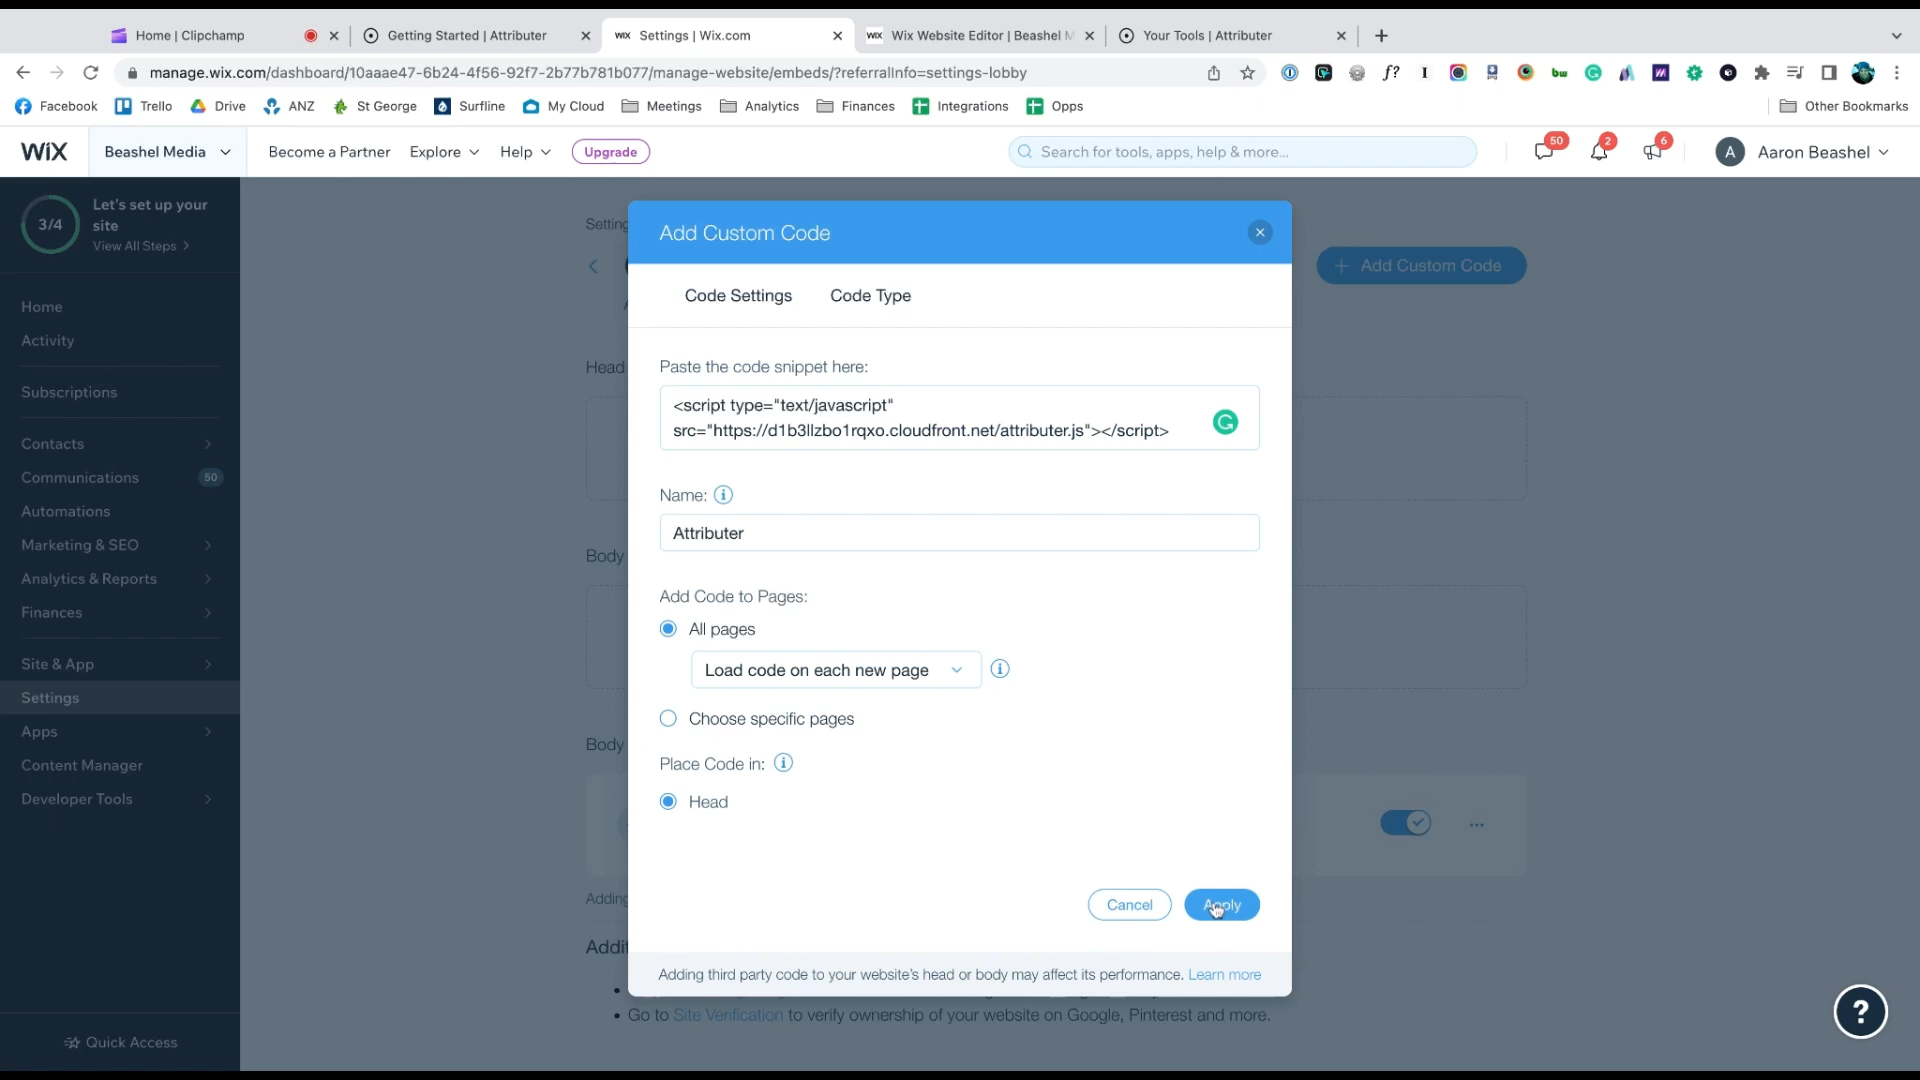 Home | Clipchamp
Getting Started | Attributer
WIX Settings | Wix.com
WIX Wix Website Editor | Beashel M
Your Tools | Attributer
manage.wix.com/dashboard/10aaae47-6b24-4f56-92f7-2b77b781b077/manage-website/embeds/?referralInfo=settings-lobby
Facebook Trello Drive ANZ St George Surfline My Cloud Meetings Analytics Finances Integrations Opps Other Bookmarks
WiX Beashel Media Become a Partner Explore Help Upgrade Search for tools, apps, help & more... 50 2 6 A Aaron Beashel
3/4
Let's set up your
site
View All Steps >
Home
Activity
Subscriptions
Contacts
Communications 50
Automations
Marketing & SEO
Analytics & Reports
Finances
Site & App
Settings
Apps
Content Manager
Developer Tools
Quick Access
Setting
+ Add Custom Code
Head
Body
Body
Adding
Addit
Add Custom Code
Code Settings Code Type
Paste the code snippet here:
<script type="text/javascript"
src="https://d1b3llzbo1rqxo.cloudfront.net/attributer.js"></script>
Name:
Attributer
Add Code to Pages:
All pages
Load code on each new page
Choose specific pages
Place Code in:
Head
Cancel Apply
Adding third party code to your website's head or body may affect its performance. Learn more
• Go to Site Verification to verify ownership of your website on Google, Pinterest and more.
?